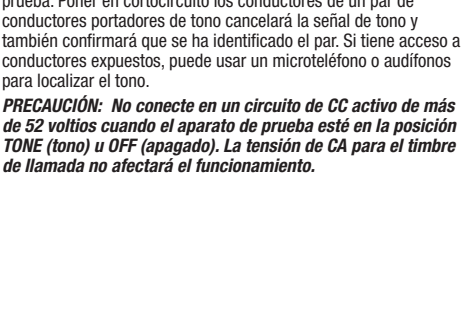 prueba. Poner en cortocircuito los conductores de un par de
conductores portadores de tono cancelará la señal de tono y
también confirmará que se ha identificado el par. Si tiene acceso a
conductores expuestos, puede usar un microteléfono o audífonos
para localizar el tono.
PRECAUCIÓN: No conecte en un circuito de CC activo de más
de 52 voltios cuando el aparato de prueba esté en la posición
TONE (tono) u OFF (apagado). La tensión de CA para el timbre
de llamada no afectará el funcionamiento.